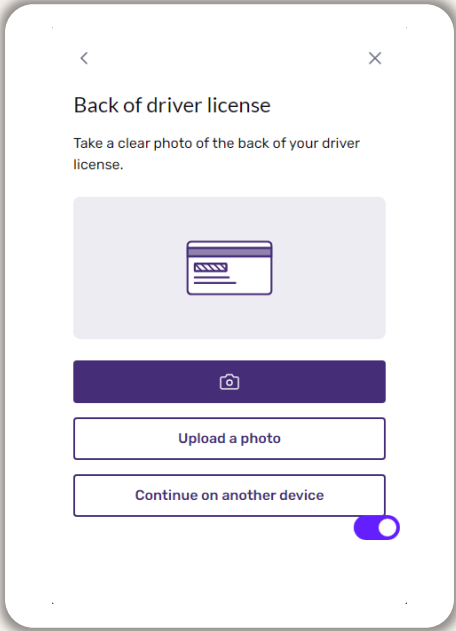 Back of driver license
Take a clear photo of the back of your driver
license.
Upload a photo
Continue on another device